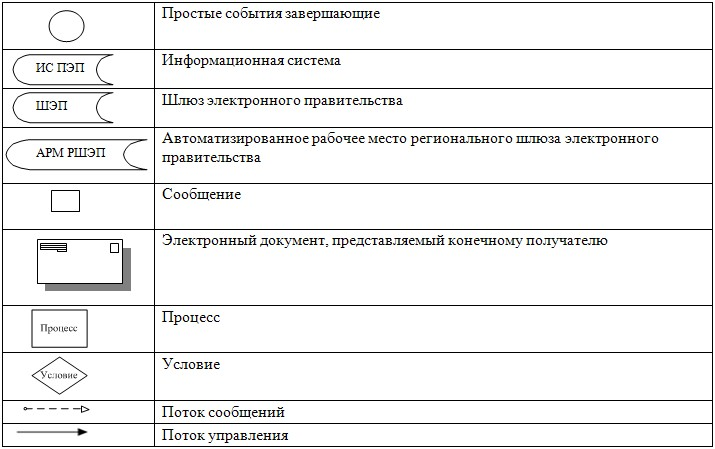 Простые события завершающие
ИС ПЭП
Информационная система
ШЭП
Шлюз электронного правительства
АРМ РШЭП
Автоматизированное рабочее место регионального шлюза электронного
правительства
Сообщение
Электронный документ, представляемый конечному получателю
Процесс
Процесс
Условие
Условие
Поток сообщений
Поток управления